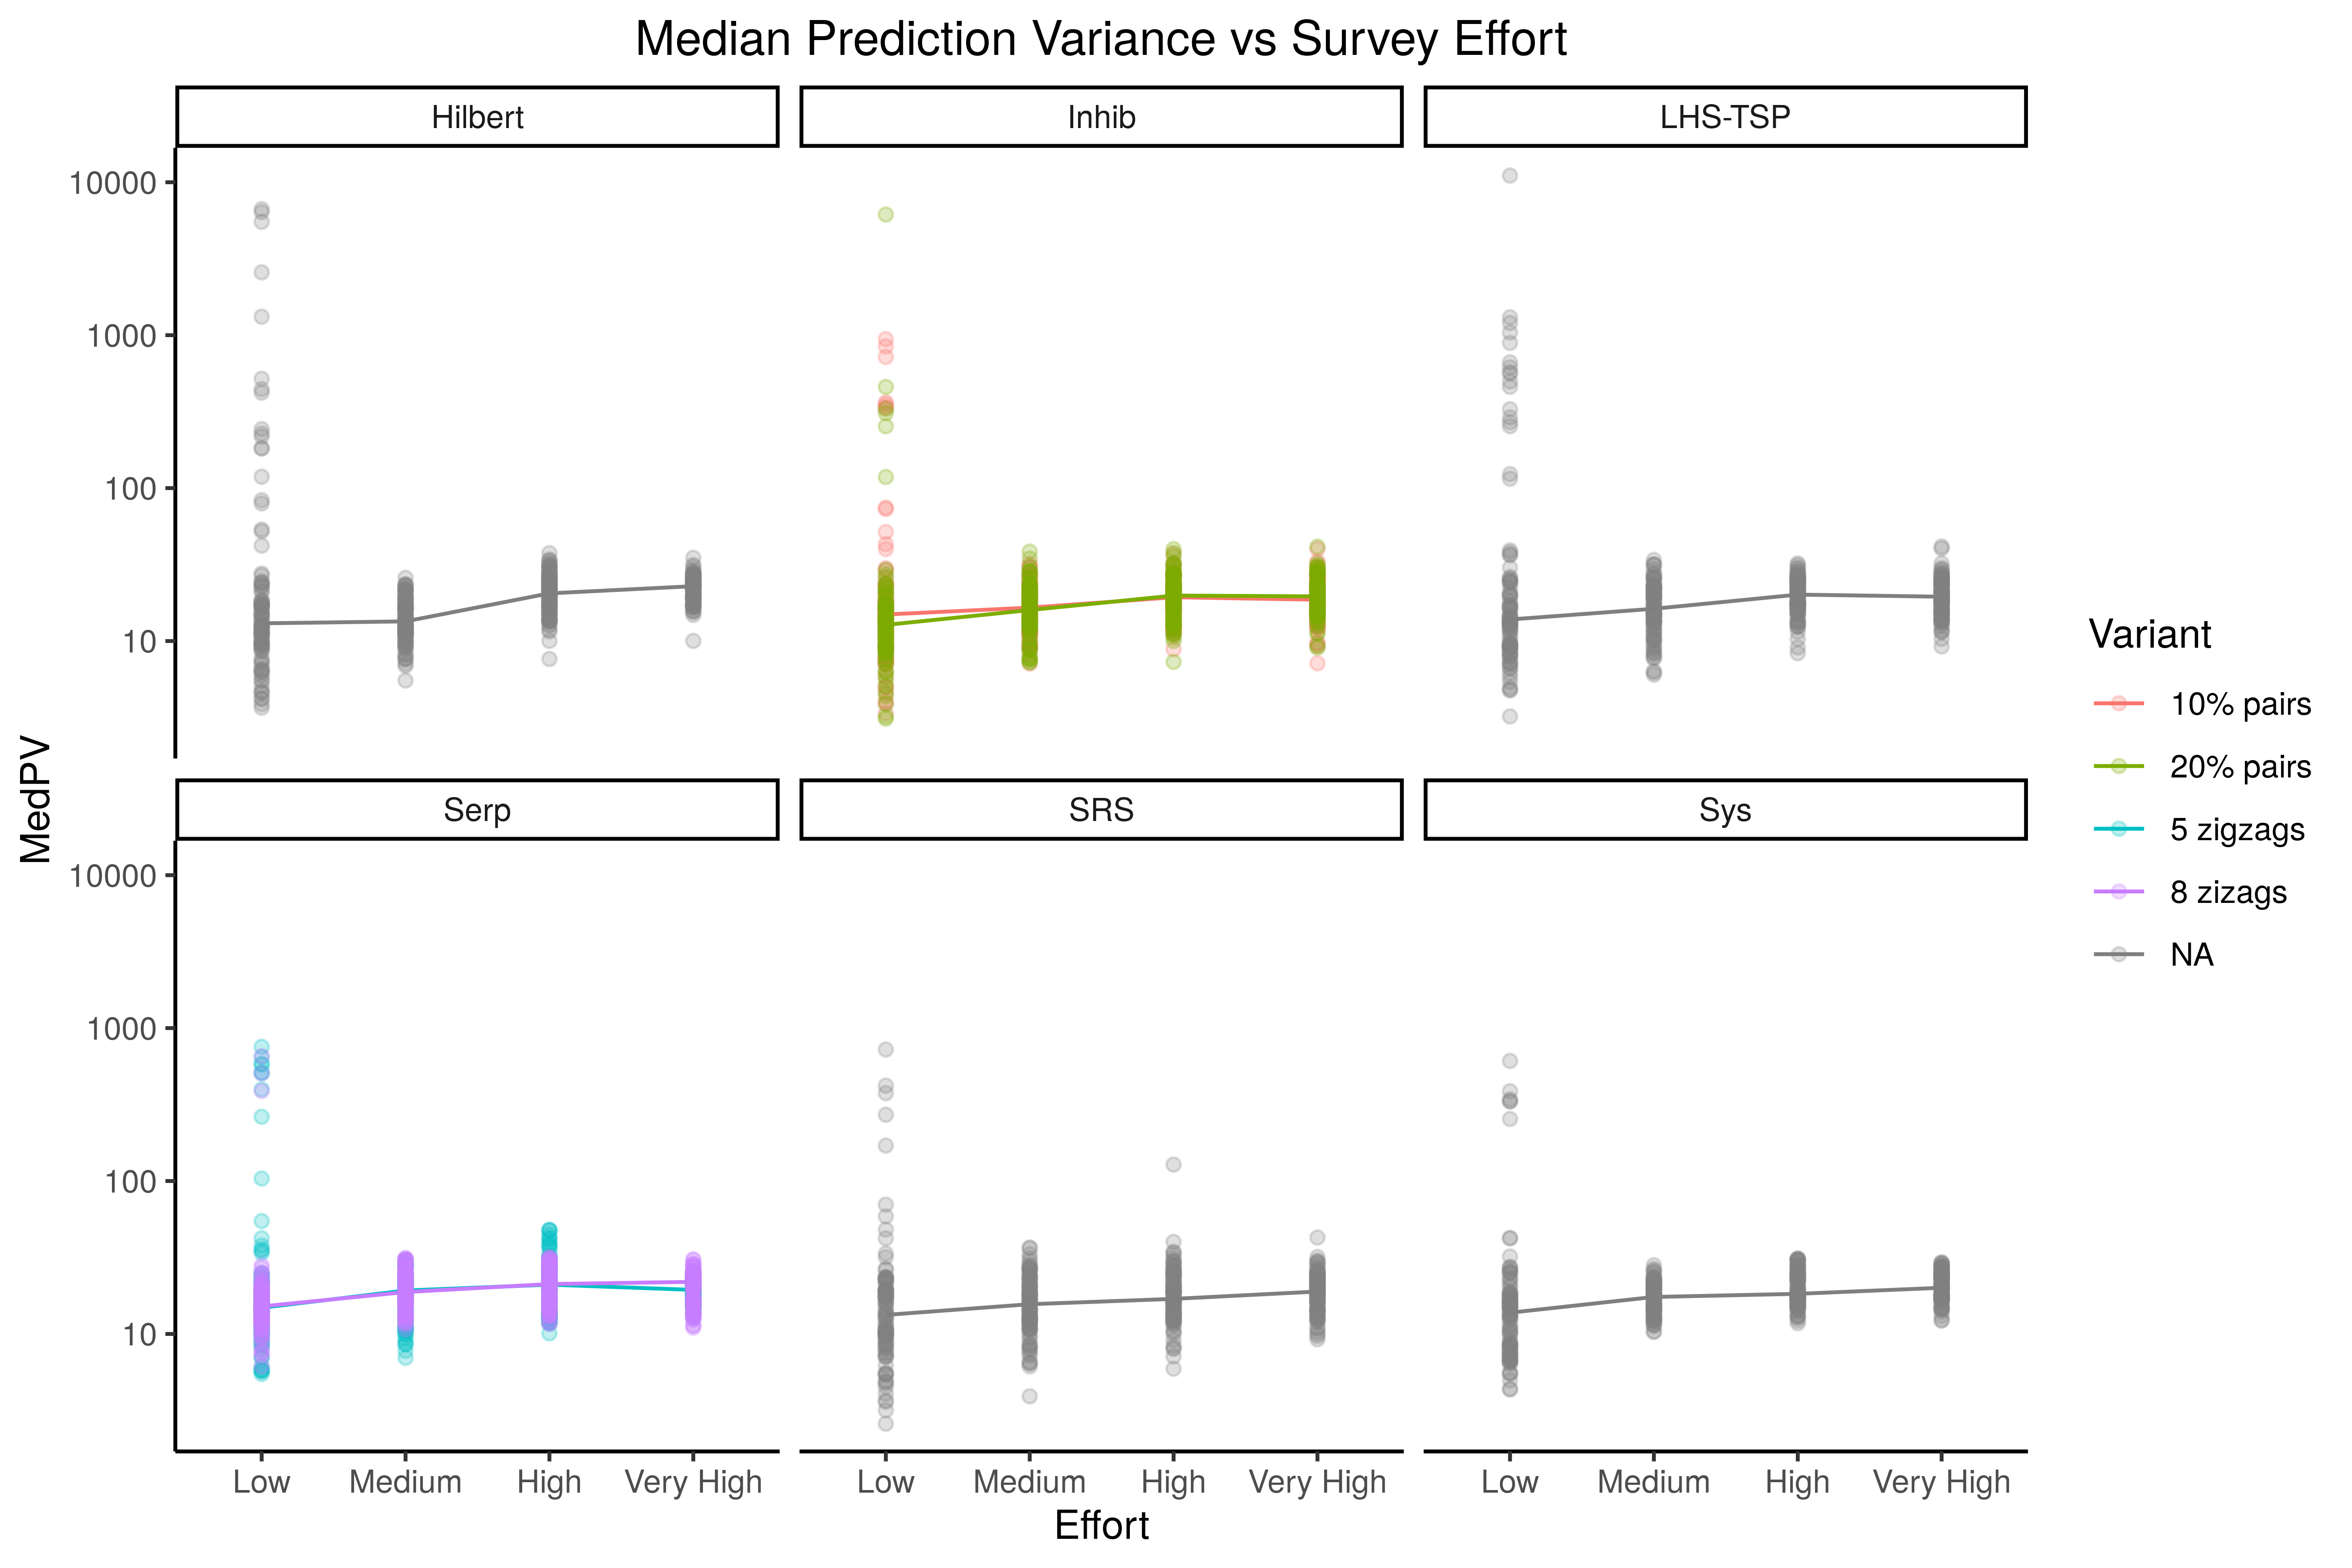 Median Prediction Variance vs Survey Effort
Hilbert
Inhib
LHS-TSP
10000
1000
100
10
Serp
SRS
Sys
10000
1000
100
10
Low
Medium
High
Very High
Low
Medium
High
Very High
Low
Medium
High
Very High
Effort
MedPV
Variant
10% pairs
20% pairs
5 zigzags
8 zizags
NA